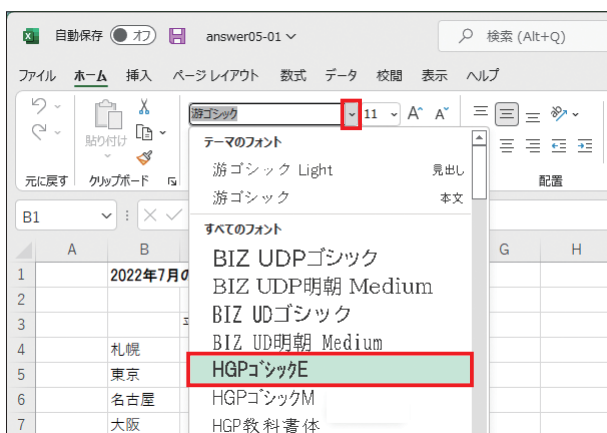 自動保存 オフ answer05-01 検索 (Alt+Q)
ファイル ホーム 挿入 ページ レイアウト 数式 データ 校閲 表示 ヘルプ
游ゴシック 11 A A
貼り付け
元に戻す クリップボード 配置
テーマのフォント
游ゴシック Light 見出し
游ゴシック 本文
すべてのフォント
BIZ UDPゴシック
BIZ UDP明朝 Medium
BIZ UDゴシック
BIZ UD明朝 Medium
HGPゴシックE
HGPゴシックM
HGP教科書体
B1
A B G H
1 2022年7月の
2
3
4 札幌
5 東京
6 名古屋
7 大阪